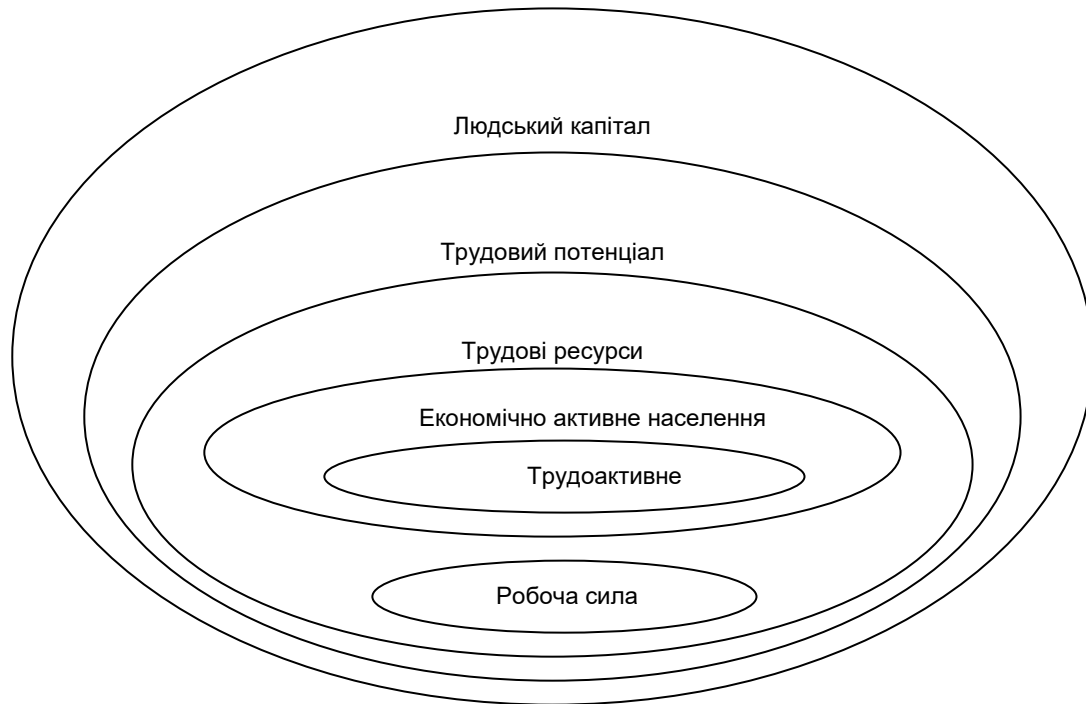 Людський капітал
Трудовий потенціал
Трудові ресурси
Економічно активне населення
Трудоактивне
Робоча сила